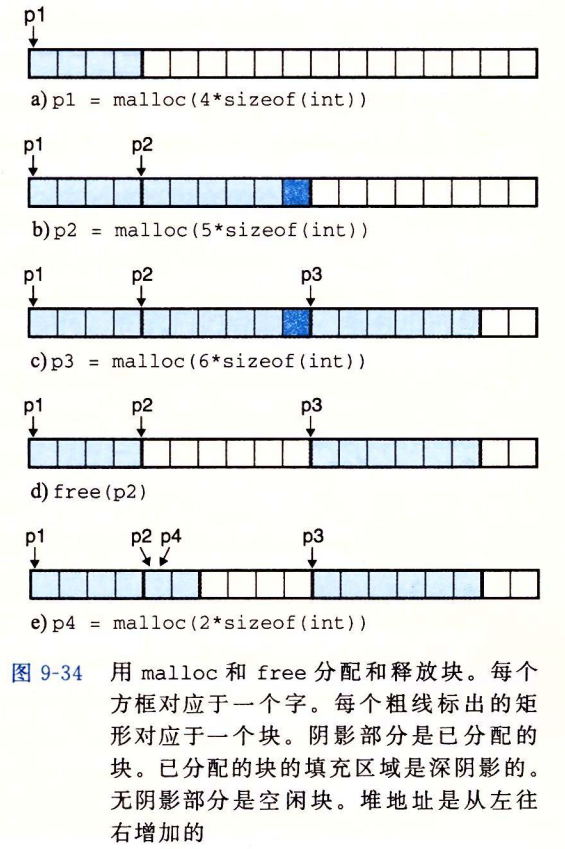 p1
a) p1 = malloc(4*sizeof(int))
p1 p2
b) p2 = malloc(5*sizeof(int))
p1 p2 p3
c) p3 = malloc(6*sizeof(int))
p1 p2 p3
d) free(p2)
p1 p2 p4 p3
e) p4 = malloc(2*sizeof(int))
图 9-34 用 malloc 和 free 分配和释放块。每个
方框对应于一个字。每个粗线标出的矩
形对应于一个块。阴影部分是已分配的
块。已分配的块的填充区域是深阴影的。
无阴影部分是空闲块。堆地址是从左往
右增加的